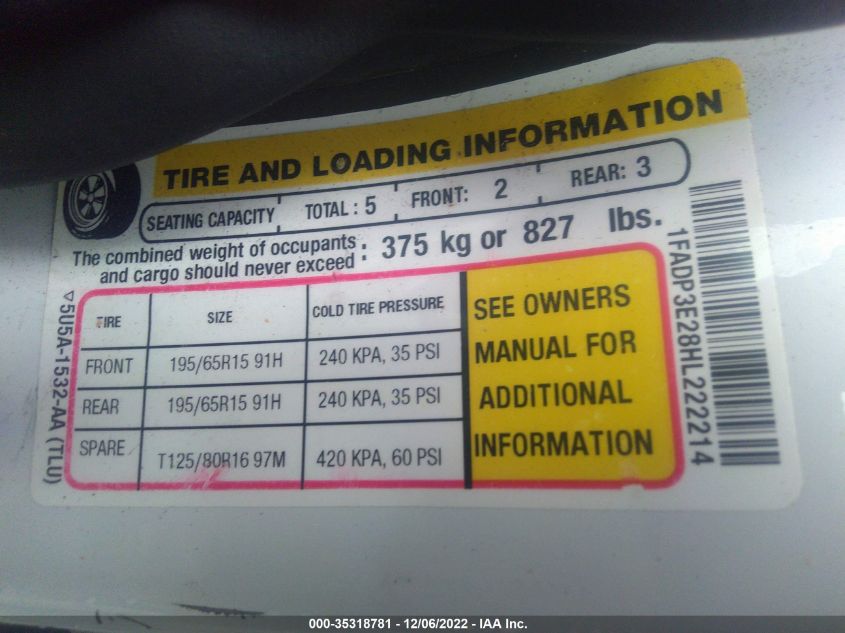 TIRE AND LOADING INFORMATION
SEATING CAPACITY TOTAL : 5 FRONT: 2 REAR: 3
The combined weight of occupants and cargo should never exceed : 375 kg or 827 lbs.
TIRE SIZE COLD TIRE PRESSURE
FRONT 195/65R15 91H 240 KPA, 35 PSI
REAR 195/65R15 91H 240 KPA, 35 PSI
SPARE T125/80R16 97M 420 KPA, 60 PSI
SEE OWNERS
MANUAL FOR
ADDITIONAL
INFORMATION
5U5A-1532-AA (TLU)
1FADP3E28HL222214
000-35318781 - 12/06/2022 - IAA Inc.